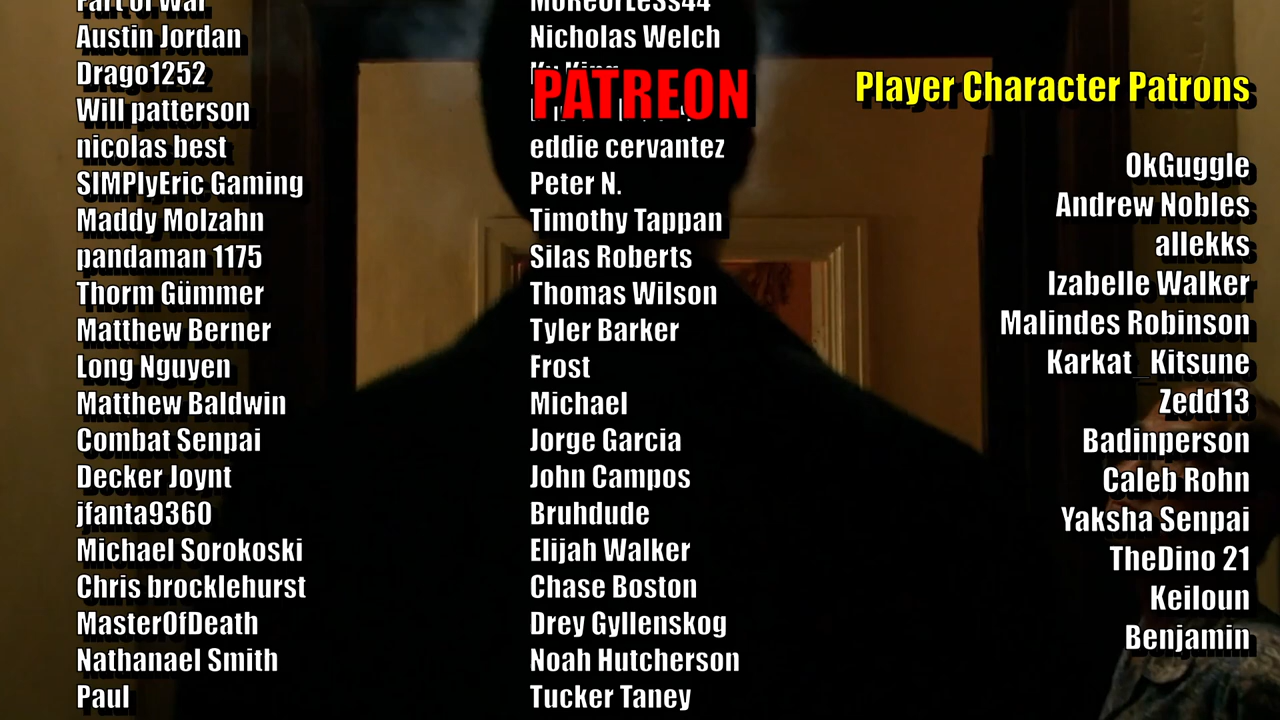 Part of War
Austin Jordan
Drago1252
Will patterson
nicolas best
SIMPlyEric Gaming
Maddy Molzahn
pandaman 1175
Thorm Gümmer
Matthew Berner
Long Nguyen
Matthew Baldwin
Combat Senpai
Decker Joynt
jfanta9360
Michael Sorokoski
Chris brocklehurst
MasterOfDeath
Nathanael Smith
Paul
MoReorLeSs44
Nicholas Welch
PATREON
eddie cervantez
Peter N.
Timothy Tappan
Silas Roberts
Thomas Wilson
Tyler Barker
Frost
Michael
Jorge Garcia
John Campos
Bruhdude
Elijah Walker
Chase Boston
Drey Gyllenskog
Noah Hutcherson
Tucker Taney
Player Character Patrons
OkGuggle
Andrew Nobles
allekks
Izabelle Walker
Malindes Robinson
Karkat_Kitsune
Zedd13
Badinperson
Caleb Rohn
Yaksha Senpai
TheDino 21
Keiloun
Benjamin